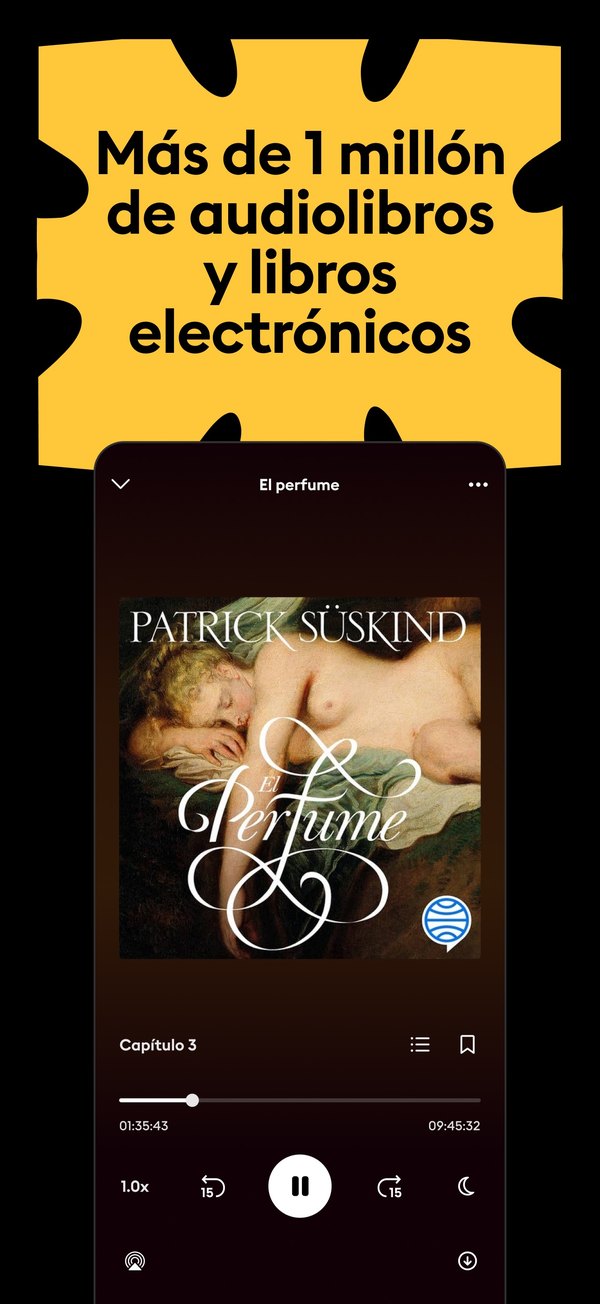 Más de 1 millón
de audiolibros
y libros
electrónicos
El perfume
PATRICK SÜSKIND
El
Perfume
Capítulo 3
01:35:43 09:45:32
1.0x 15 15